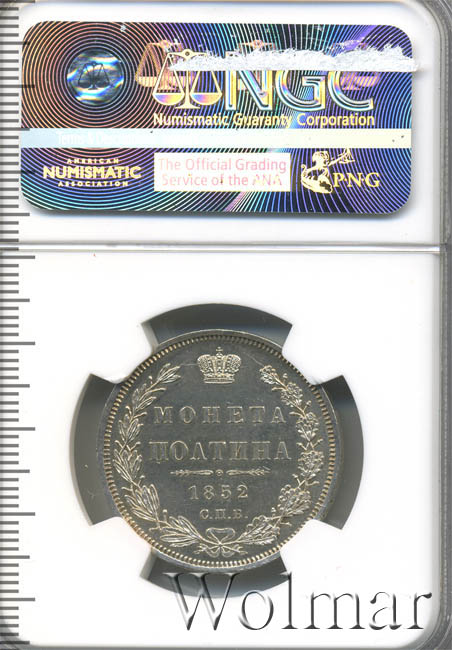 NGC
Numismatic Guaranty Corporation
AMERICAN
NUMISMATIC
ASSOCIATION
The Official Grading
Service of the ANA
PNG
МОНЕТА
ПОЛТИНА
1852
С.П.Б.
Wolmar